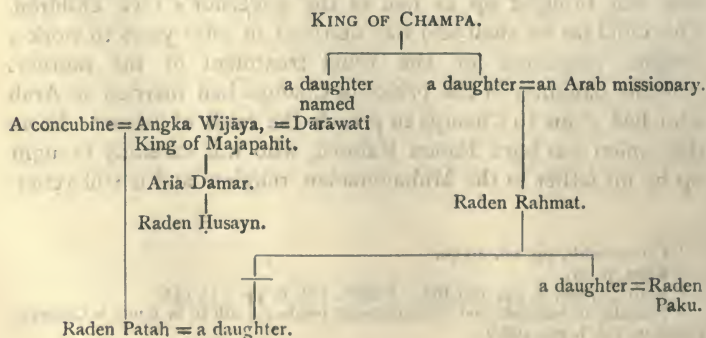 KING OF CHAMPA.
a daughter named
a daughter = an Arab missionary.
A concubine = Angka Wijāya, = Dārāwati
King of Majapahit.
Aria Damar.
Raden Ḥusayn.
Raden Rahmat.
a daughter = Raden
Paku.
Raden Patah = a daughter.